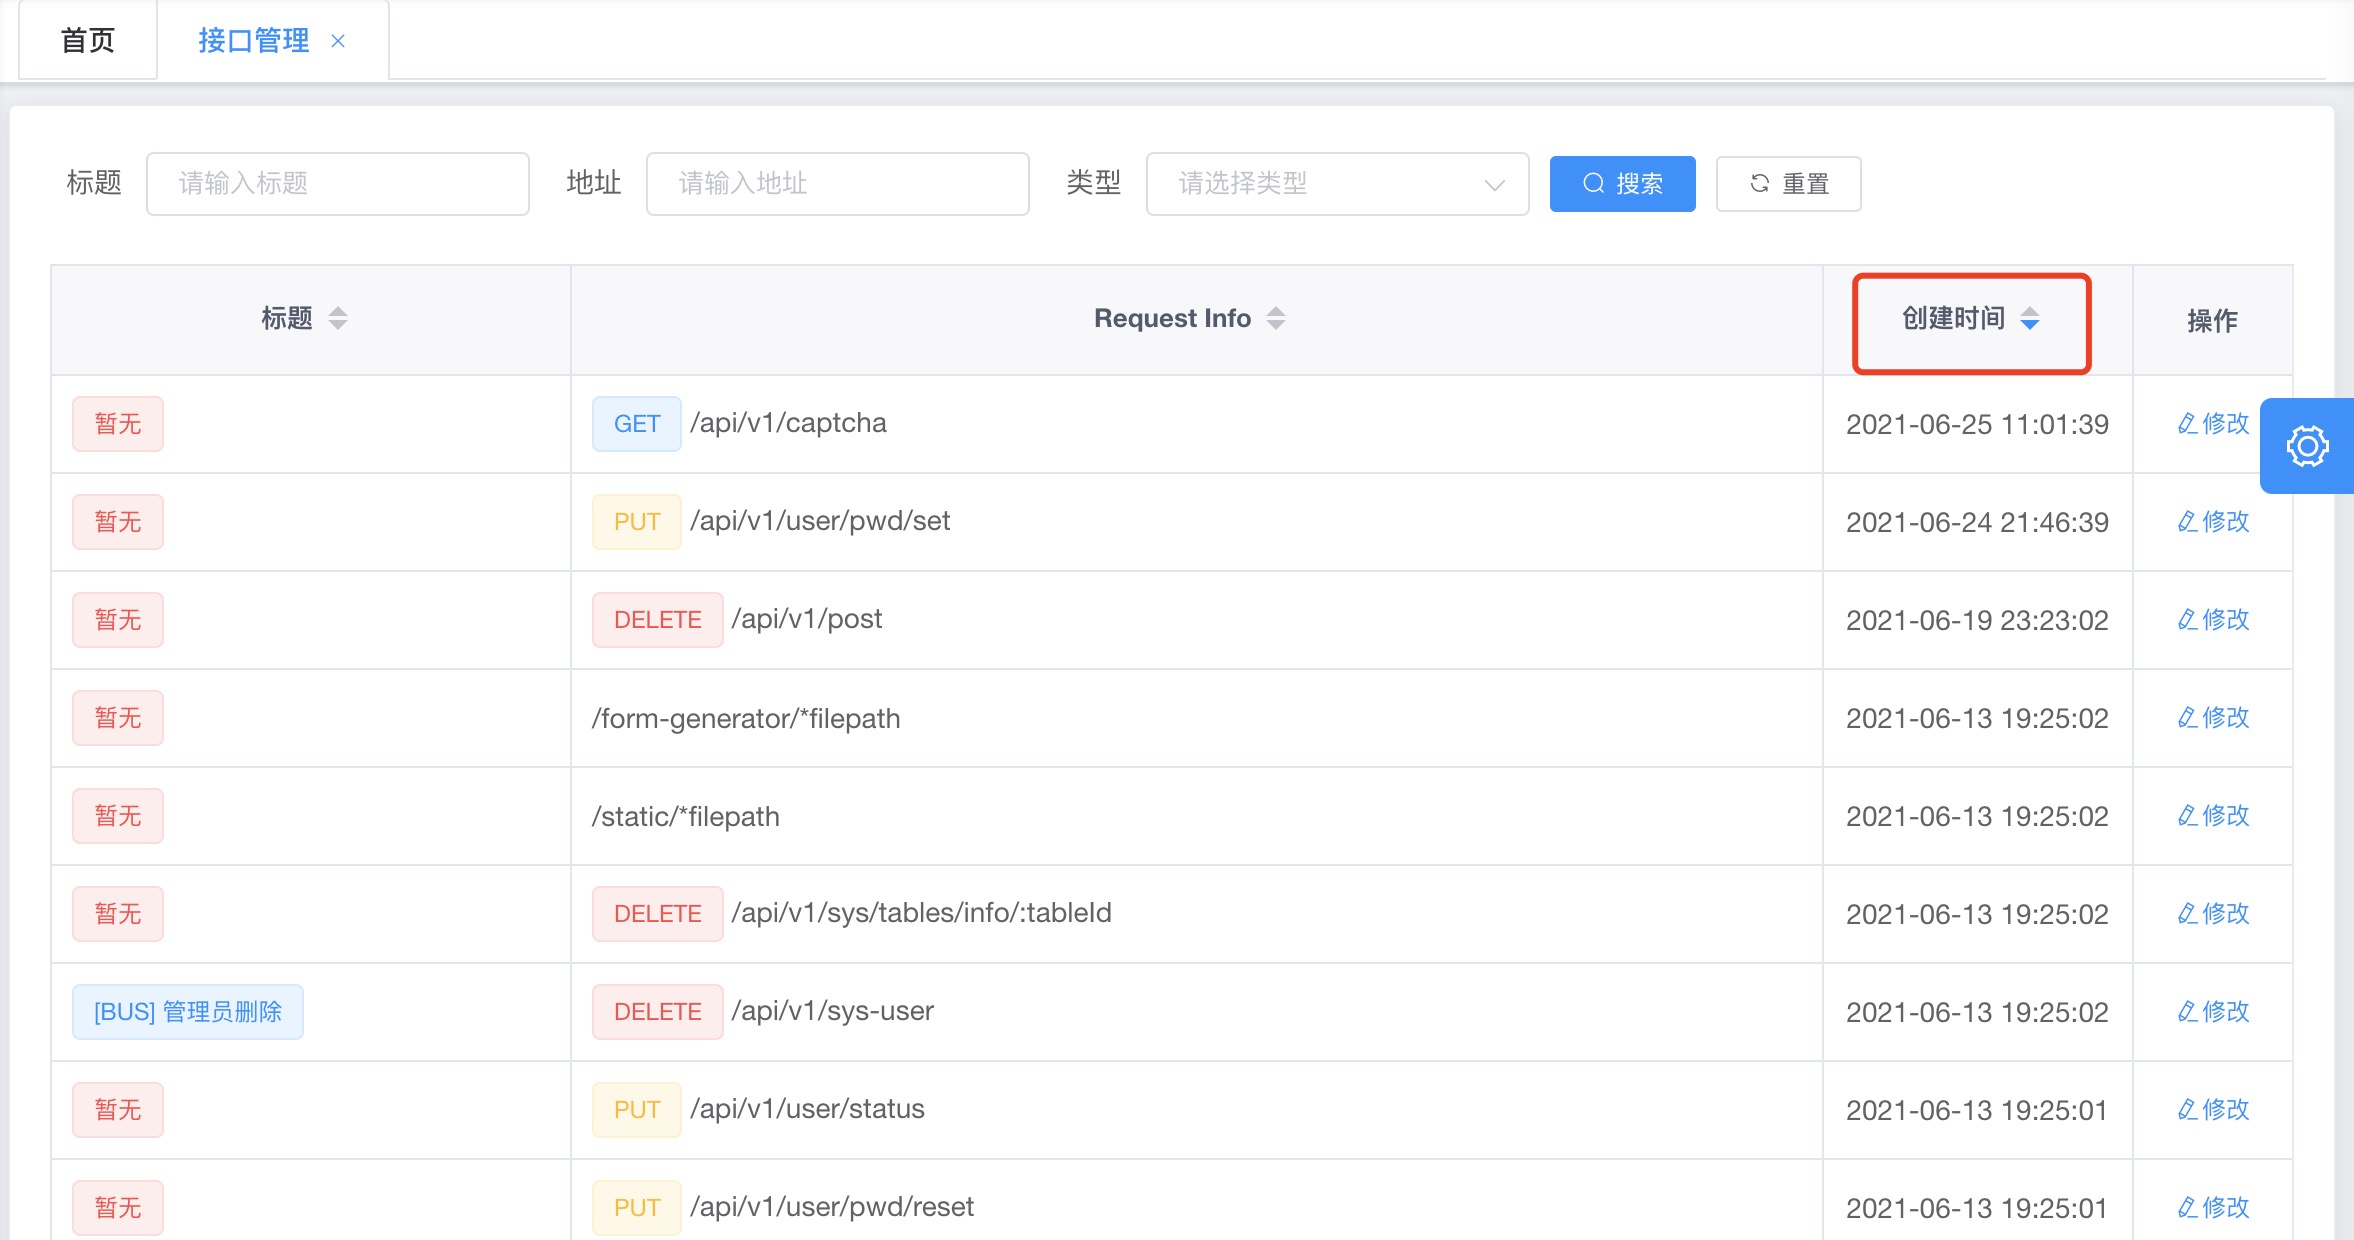 首页 接口管理 ×
标题 请输入标题 地址 请输入地址 类型 请选择类型 搜索 重置
标题 Request Info 创建时间 操作
暂无 GET /api/v1/captcha 2021-06-25 11:01:39 修改
暂无 PUT /api/v1/user/pwd/set 2021-06-24 21:46:39 修改
暂无 DELETE /api/v1/post 2021-06-19 23:23:02 修改
暂无 /form-generator/*filepath 2021-06-13 19:25:02 修改
暂无 /static/*filepath 2021-06-13 19:25:02 修改
暂无 DELETE /api/v1/sys/tables/info/:tableId 2021-06-13 19:25:02 修改
[BUS] 管理员删除 DELETE /api/v1/sys-user 2021-06-13 19:25:02 修改
暂无 PUT /api/v1/user/status 2021-06-13 19:25:01 修改
暂无 PUT /api/v1/user/pwd/reset 2021-06-13 19:25:01 修改